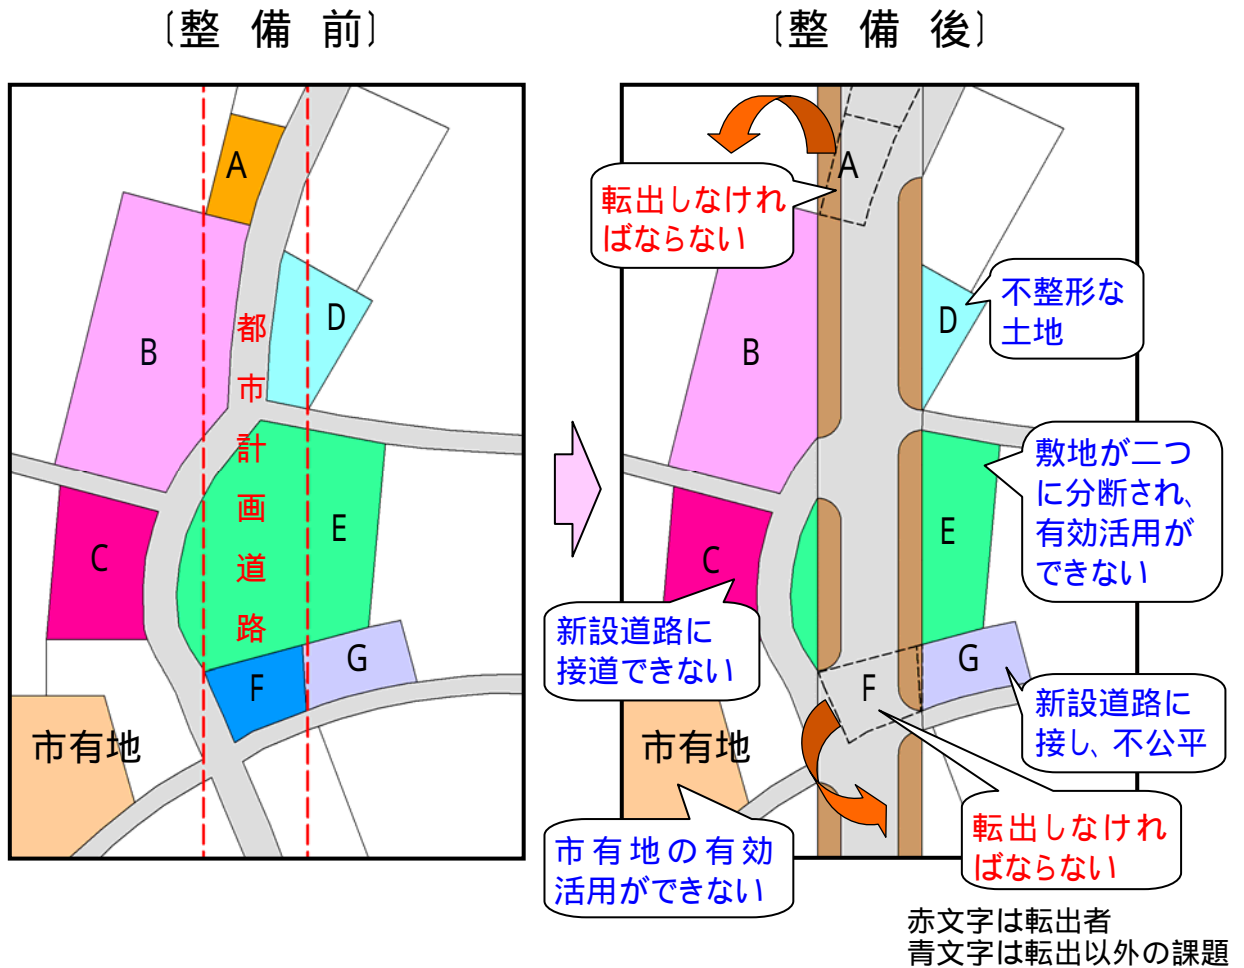 〔整備前〕
〔整備後〕
A
B
C
D
E
F
G
都市計画道路
市有地
A
B
C
D
E
F
G
市有地
転出しなけれ
ばならない
不整形な
土地
敷地が二つ
に分断され、
有効活用が
できない
新設道路に
接道できない
新設道路に
接し、不公平
市有地の有効
活用ができない
転出しなけれ
ばならない
赤文字は転出者
青文字は転出以外の課題